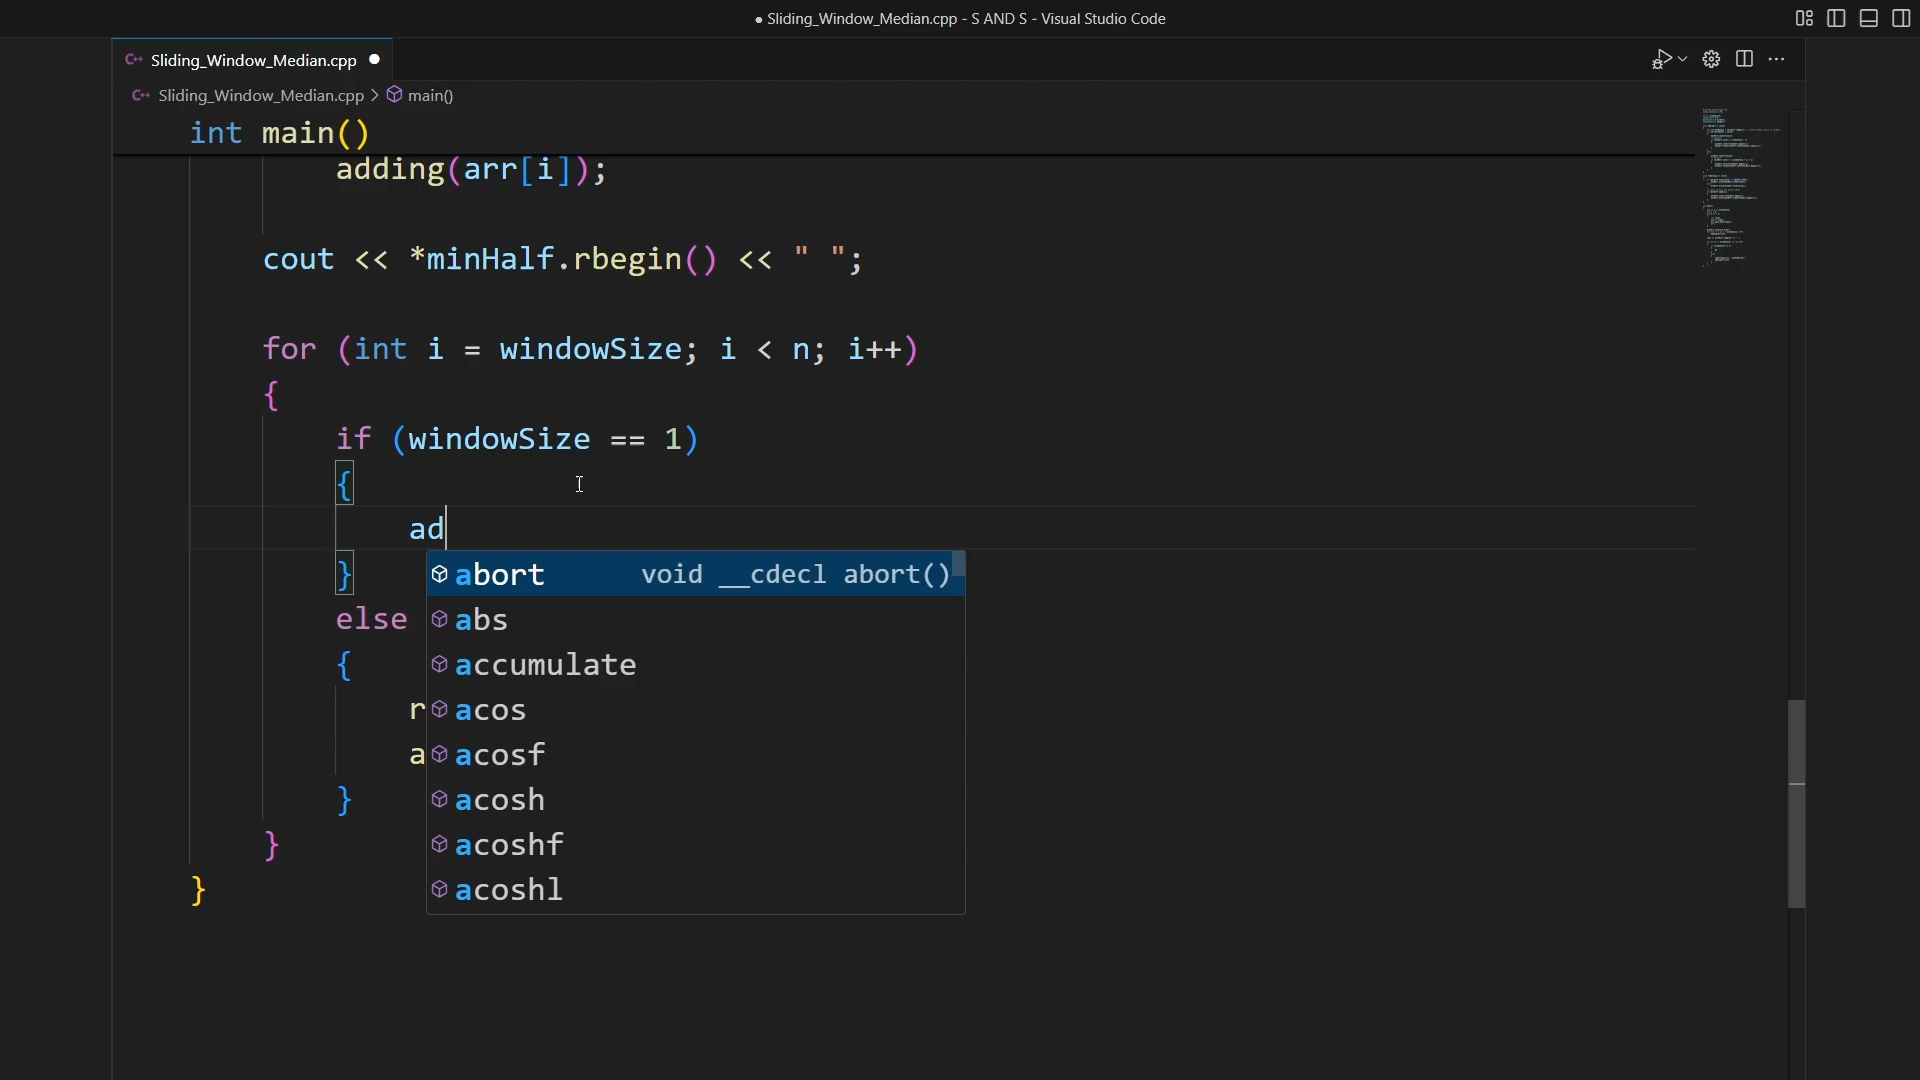 ● Sliding_Window_Median.cpp - S AND S - Visual Studio Code
C++ Sliding_Window_Median.cpp ●
C++ Sliding_Window_Median.cpp > main()
int main()
adding(arr[i]);
cout << *minHalf.rbegin() << " ";
for (int i = windowSize; i < n; i++)
{
if (windowSize == 1)
{
ad
} abort void __cdecl abort()
else abs
{ accumulate
r acos
a acosf
} acosh
} acoshf
} acoshl